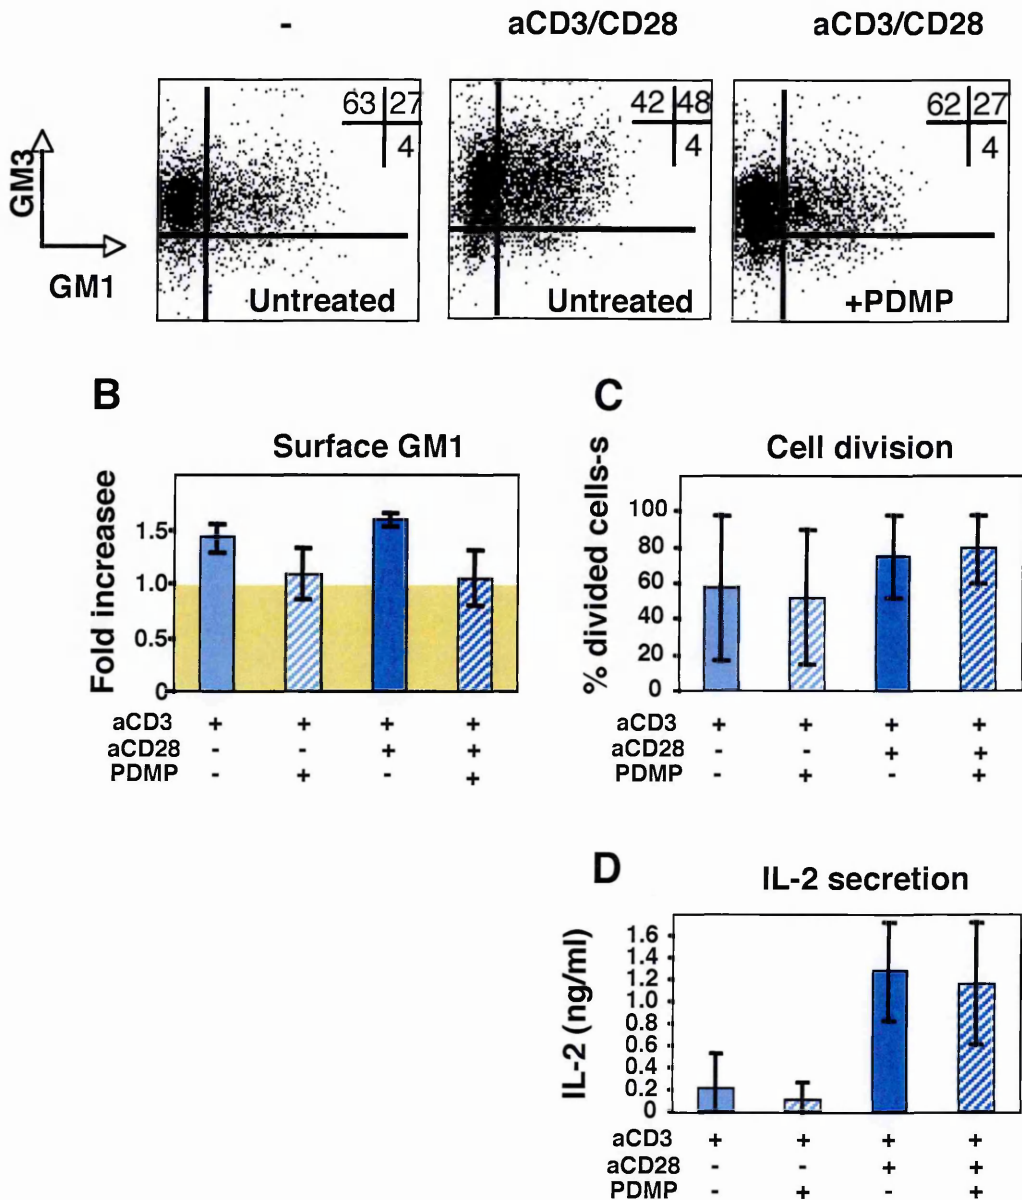 - aCD3/CD28 aCD3/CD28
63 27 42 48 62 27
4 4 4
GM3
GM1
Untreated Untreated +PDMP
B C
Surface GM1 Cell division
Fold increasee
1.5
1.0
0.5
0
% divided cells-s
100
80
60
40
20
0
aCD3 + + + +
aCD28 - - + +
PDMP - + - +
aCD3 + + + +
aCD28 - - + +
PDMP - + - +
D
IL-2 secretion
IL-2 (ng/ml)
1.6
1.4
1.2
1.0
0.8
0.6
0.4
0.2
0
aCD3 + + + +
aCD28 - - + +
PDMP - + - +